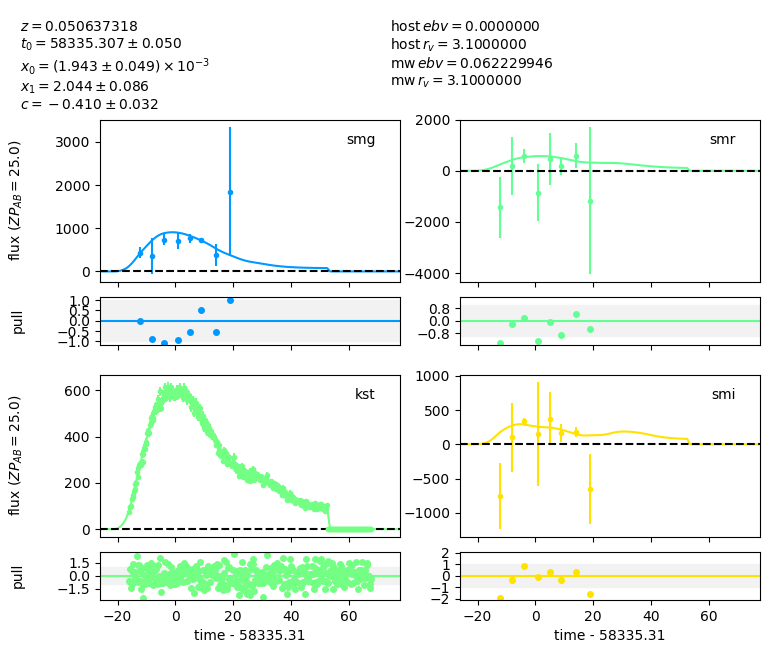 z = 0.050637318
t₀ = 58335.307 ± 0.050
x₀ = (1.943 ± 0.049) × 10⁻³
x₁ = 2.044 ± 0.086
c = −0.410 ± 0.032
host ebv = 0.0000000
host r_v = 3.1000000
mw ebv = 0.062229946
mw r_v = 3.1000000
smg
flux (ZP_AB = 25.0)
3000
2000
1000
0
smr
2000
0
−2000
−4000
pull
1.0
0.5
0.0
−0.5
−1.0
0.8
0.0
−0.8
kst
flux (ZP_AB = 25.0)
600
400
200
0
smi
1000
500
0
−500
−1000
pull
1.5
0.0
−1.5
2
1
0
−1
−2
−20 0 20 40 60
−20 0 20 40 60
time - 58335.31
time - 58335.31